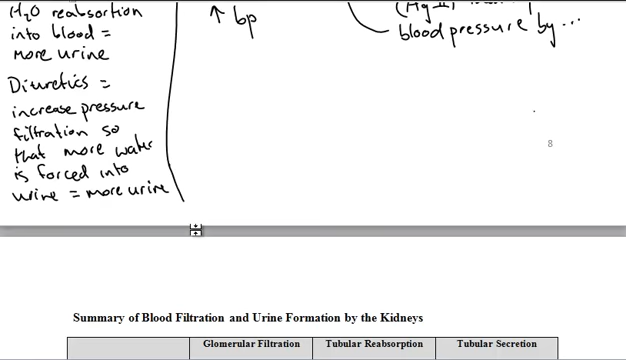 H₂O reabsortion
into blood =
more urine
Diuretics =
increase pressure
filtration so
that more water
is forced into
urine = more urine
↑ bp
blood pressure by ...
8
Summary of Blood Filtration and Urine Formation by the Kidneys
Glomerular Filtration Tubular Reabsorption Tubular Secretion